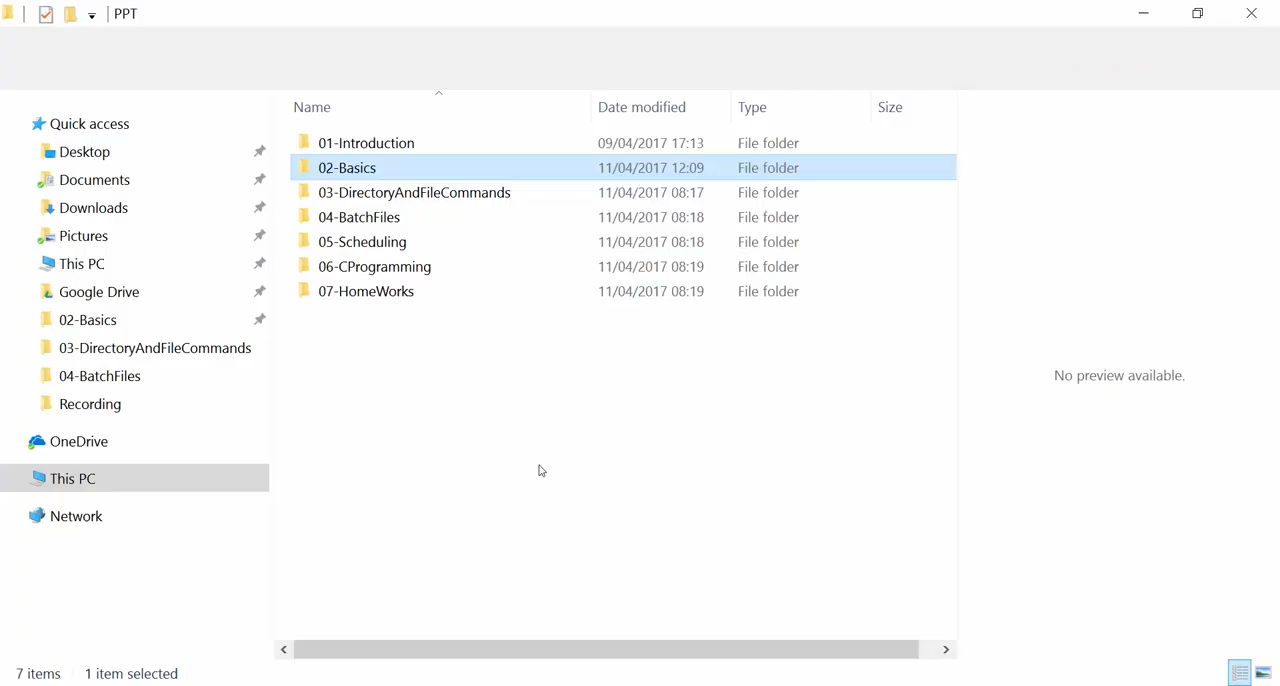 PPT
Name Date modified Type Size
Quick access
Desktop
Documents
Downloads
Pictures
This PC
Google Drive
02-Basics
03-DirectoryAndFileCommands
04-BatchFiles
Recording
OneDrive
This PC
Network
01-Introduction 09/04/2017 17:13 File folder
02-Basics 11/04/2017 12:09 File folder
03-DirectoryAndFileCommands 11/04/2017 08:17 File folder
04-BatchFiles 11/04/2017 08:18 File folder
05-Scheduling 11/04/2017 08:18 File folder
06-CProgramming 11/04/2017 08:19 File folder
07-HomeWorks 11/04/2017 08:19 File folder
No preview available.
7 items 1 item selected